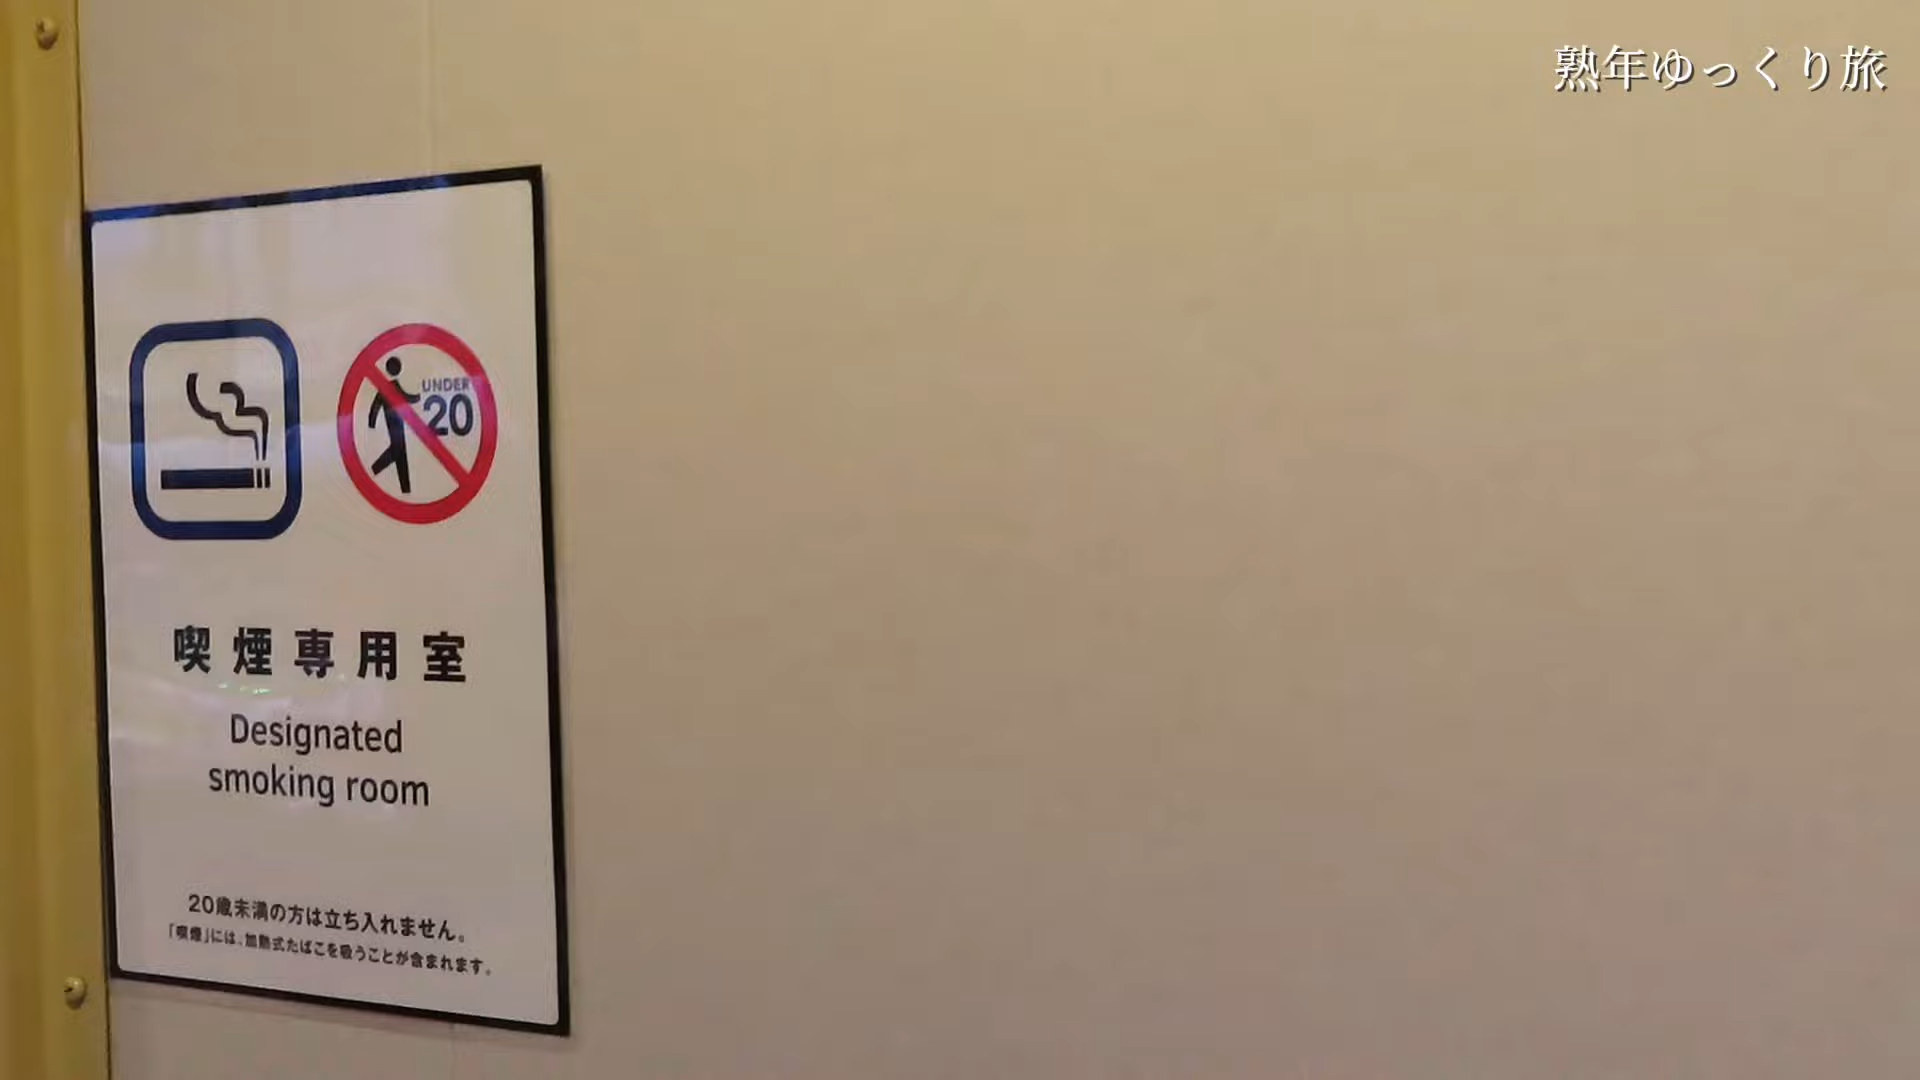 熟年ゆっくり旅
UNDER
20
喫煙専用室
Designated
smoking room
20歳未満の方は立ち入れません。
「喫煙」には、加熱式たばこを吸うことが含まれます。